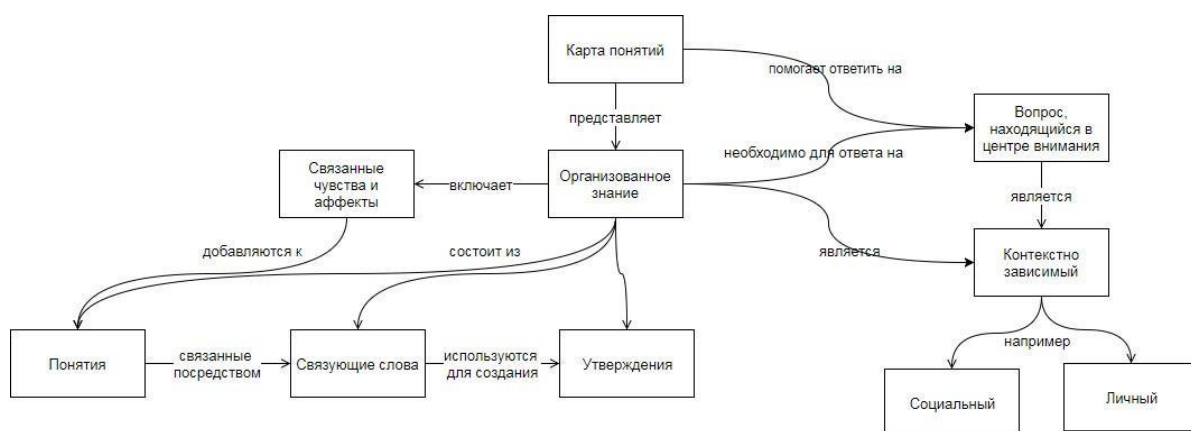 Карта понятий
помогает ответить на
представляет
Вопрос,
находящийся в
центре внимания
необходимо для ответа на
Связанные
чувства и
аффекты
включает
Организованное
знание
является
добавляются к
состоит из
является
Контекстно
зависимый
Понятия
связанные
посредством
Связующие слова
используются
для создания
Утверждения
например
Социальный
Личный